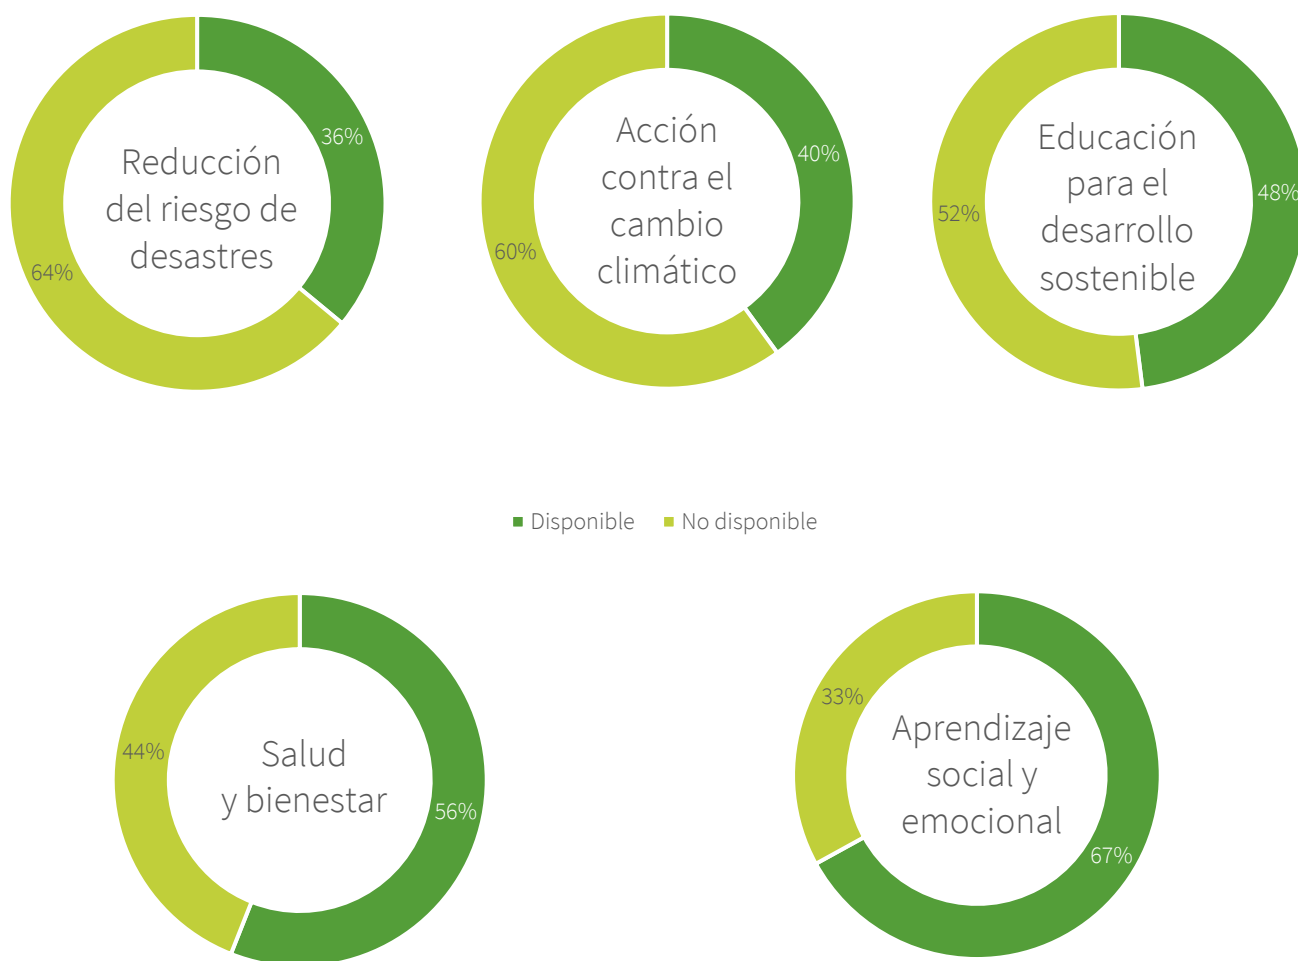 36%
Reducción
del riesgo de
desastres
64%
40%
Acción
contra el
cambio
climático
60%
48%
Educación
para el
desarrollo
sostenible
52%
Disponible
No disponible
56%
Salud
y bienestar
44%
33%
Aprendizaje
social y
emocional
67%